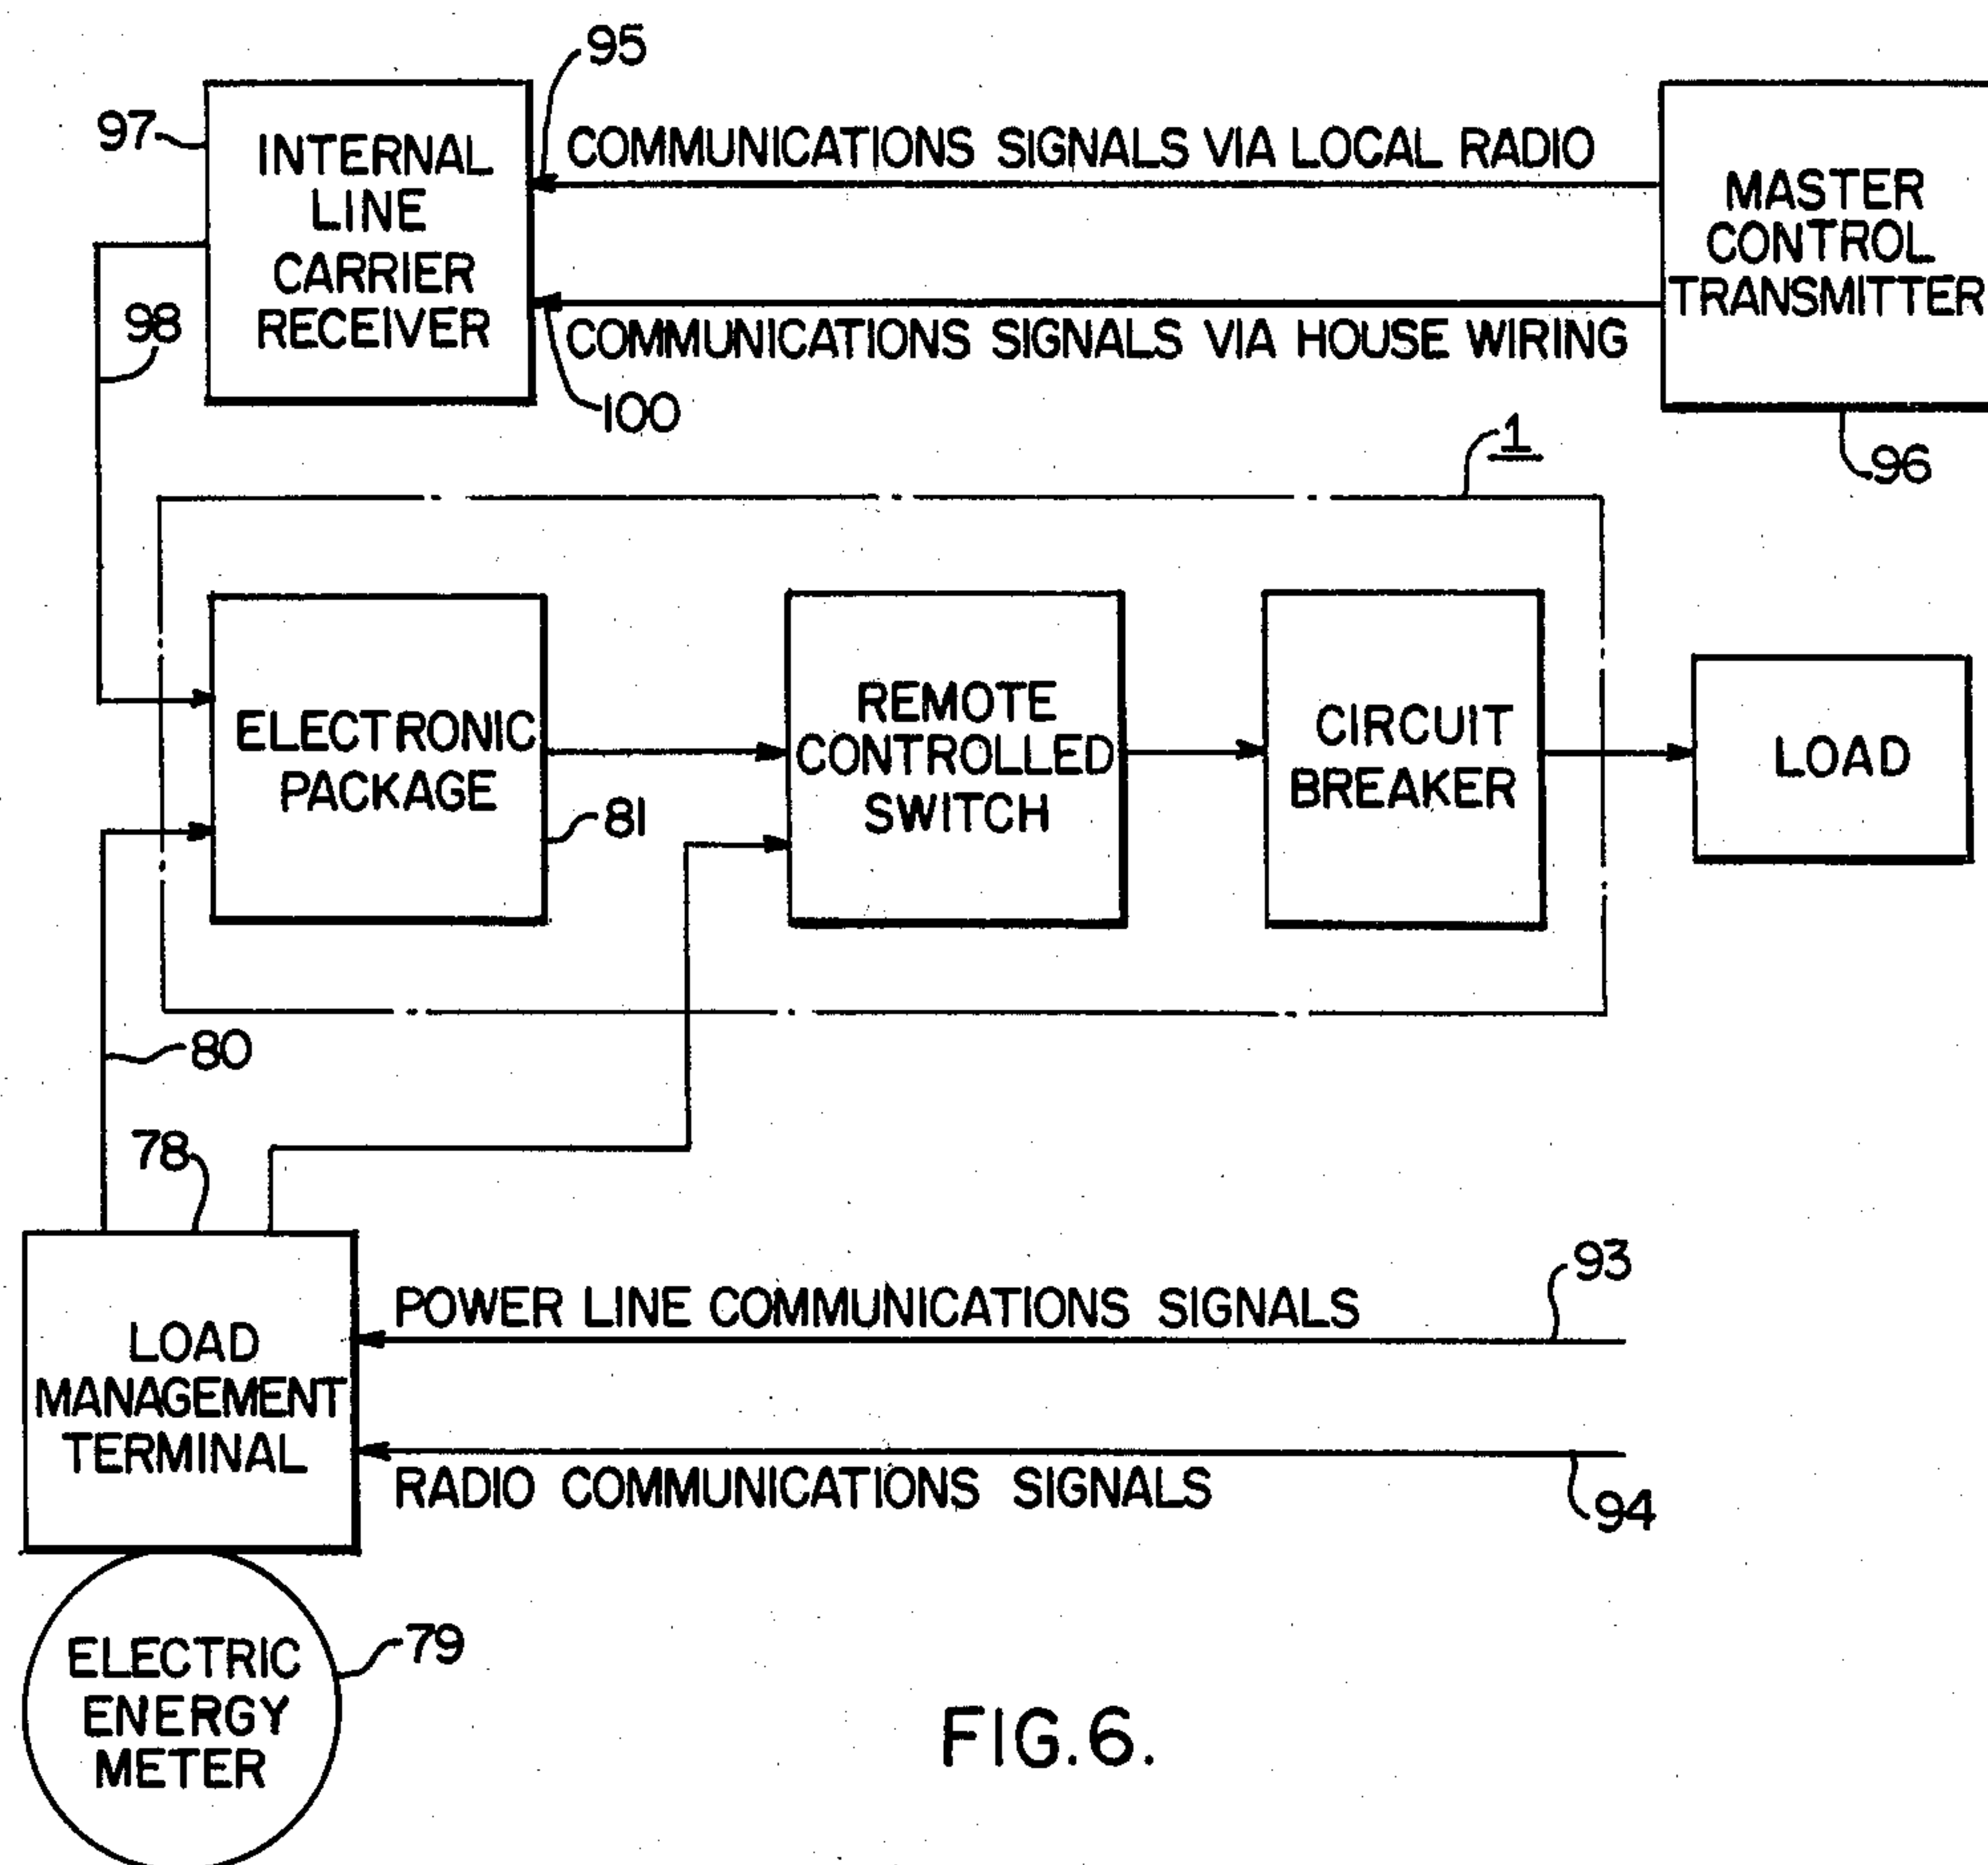 95
97
INTERNAL
LINE
CARRIER
RECEIVER
COMMUNICATIONS SIGNALS VIA LOCAL RADIO
COMMUNICATIONS SIGNALS VIA HOUSE WIRING
MASTER
CONTROL
TRANSMITTER
98
100
96
1
ELECTRONIC
PACKAGE
81
REMOTE
CONTROLLED
SWITCH
CIRCUIT
BREAKER
LOAD
80
78
LOAD
MANAGEMENT
TERMINAL
POWER LINE COMMUNICATIONS SIGNALS
93
RADIO COMMUNICATIONS SIGNALS
94
ELECTRIC
ENERGY
METER
79
FIG.6.